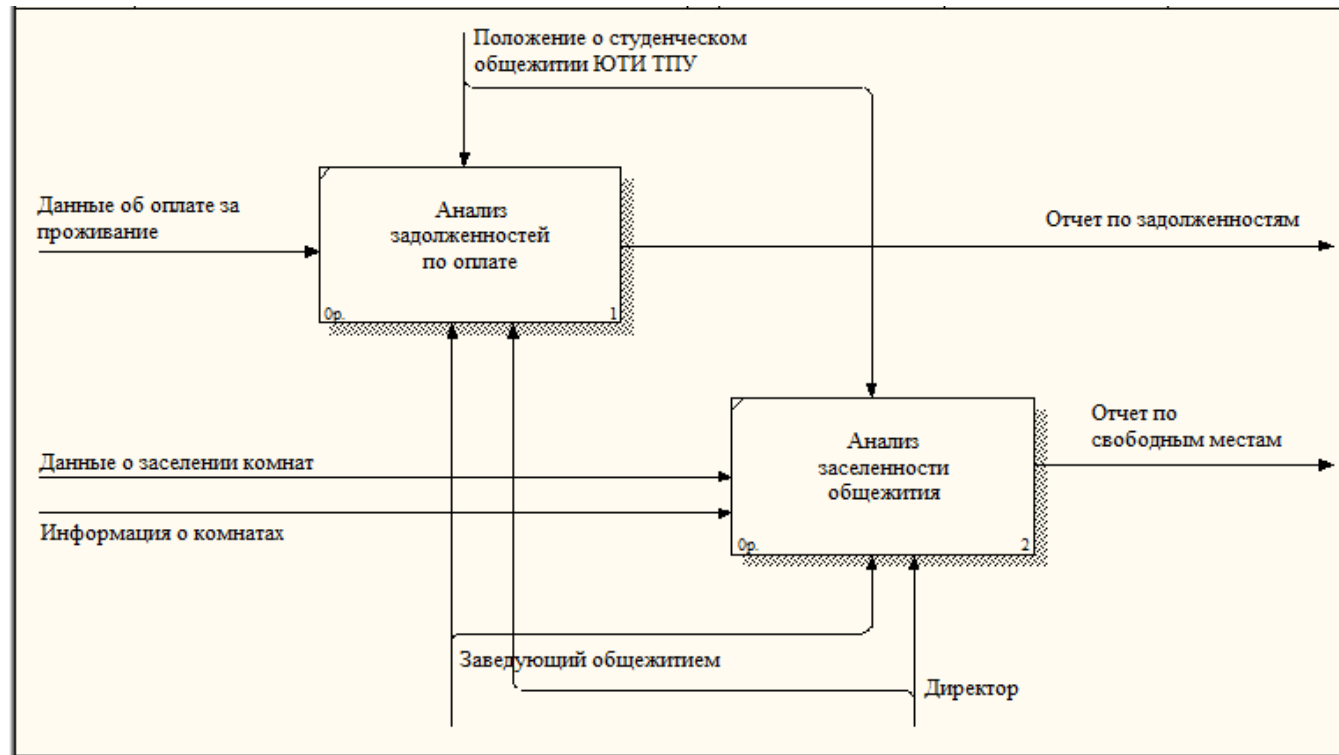 Положение о студенческом
общежитии ЮТИ ТПУ
Данные об оплате за
проживание
Анализ
задолженностей
по оплате
0р.
1
Отчет по задолженностям
Данные о заселении комнат
Информация о комнатах
Анализ
заселенности
общежития
0р.
2
Отчет по
свободным местам
Заведующий общежитием
Директор